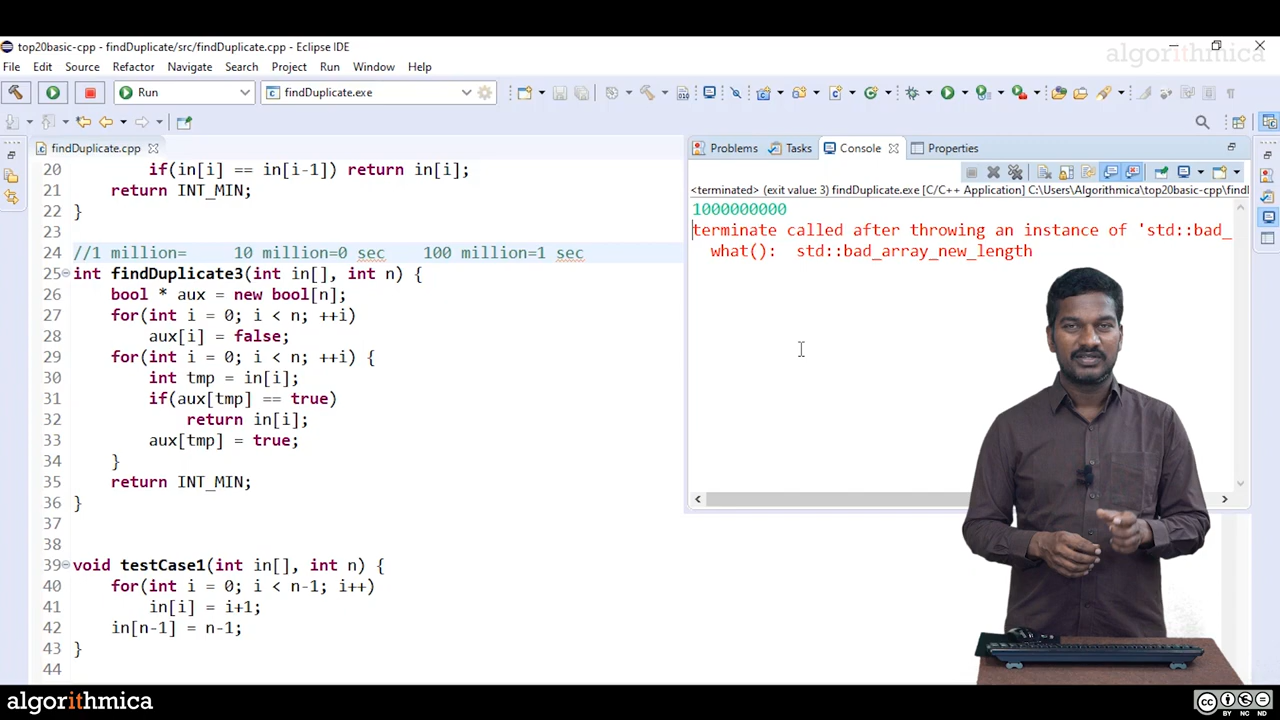 algorithmica
top20basic-cpp - findDuplicate/src/findDuplicate.cpp - Eclipse IDE
File Edit Source Refactor Navigate Search Project Run Window Help
Run findDuplicate.exe
findDuplicate.cpp
20 if(in[i] == in[i-1]) return in[i];
21 return INT_MIN;
22 }
23
24 //1 million= 10 million=0 sec 100 million=1 sec
25 int findDuplicate3(int in[], int n) {
26 bool * aux = new bool[n];
27 for(int i = 0; i < n; ++i)
28 aux[i] = false;
29 for(int i = 0; i < n; ++i) {
30 int tmp = in[i];
31 if(aux[tmp] == true)
32 return in[i];
33 aux[tmp] = true;
34 }
35 return INT_MIN;
36 }
37
38
39 void testCase1(int in[], int n) {
40 for(int i = 0; i < n-1; i++)
41 in[i] = i+1;
42 in[n-1] = n-1;
43 }
44
Problems Tasks Console Properties
<terminated> (exit value: 3) findDuplicate.exe [C/C++ Application] C:\Users\Algorithmica\top20basic-cpp\findl
1000000000
terminate called after throwing an instance of 'std::bad_
what(): std::bad_array_new_length
algorithmica
CC BY NC ND